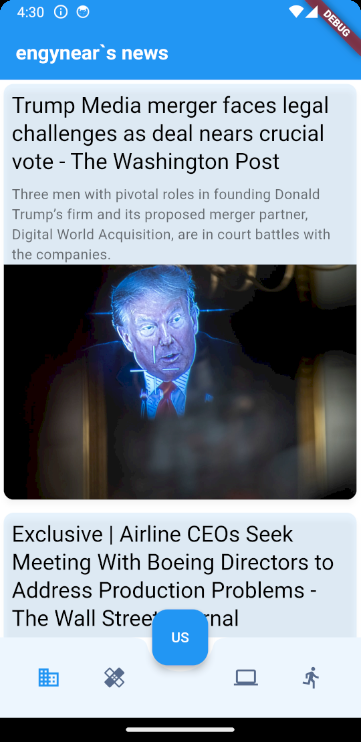 4:30
DEBUG
engynear`s news
Trump Media merger faces legal
challenges as deal nears crucial
vote - The Washington Post
Three men with pivotal roles in founding Donald
Trump's firm and its proposed merger partner,
Digital World Acquisition, are in court battles with
the companies.
Exclusive | Airline CEOs Seek
Meeting With Boeing Directors to
Address Production Problems -
The Wall Street rnal
US